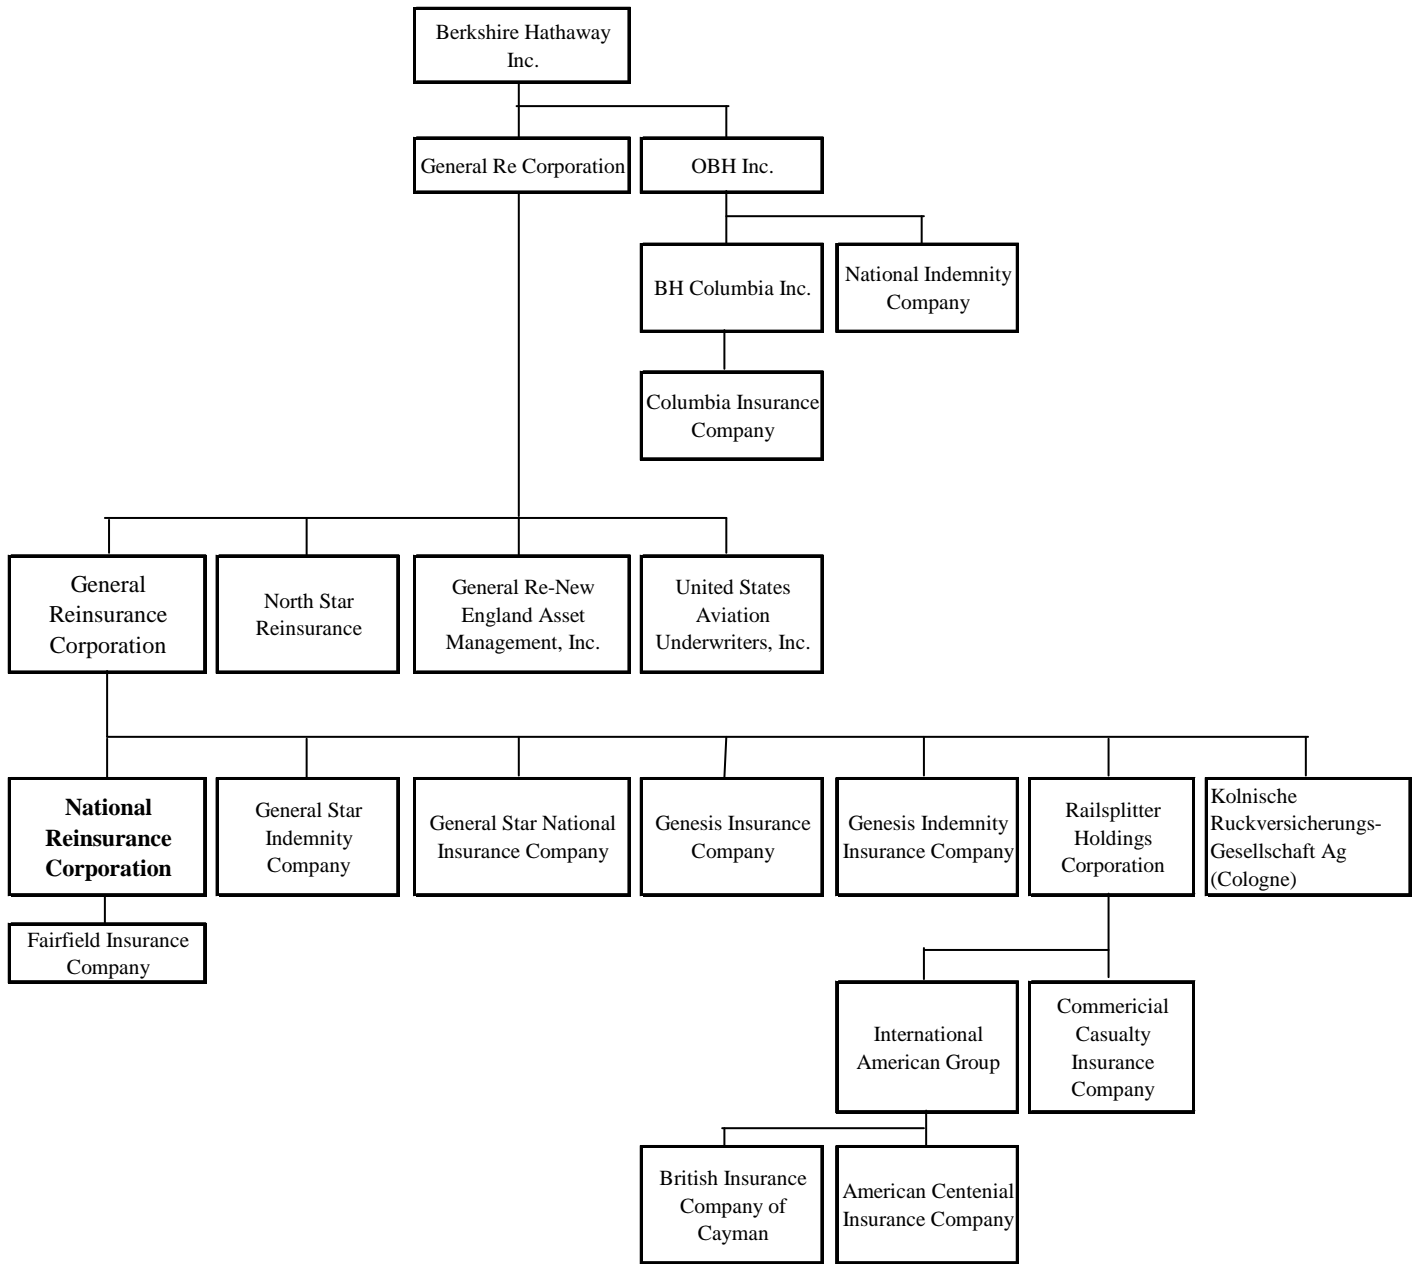 Berkshire Hathaway
Inc.
General Re Corporation
OBH Inc.
BH Columbia Inc.
National Indemnity
Company
Columbia Insurance
Company
General
Reinsurance
Corporation
North Star
Reinsurance
General Re-New
England Asset
Management, Inc.
United States
Aviation
Underwriters, Inc.
National
Reinsurance
Corporation
General Star
Indemnity
Company
General Star National
Insurance Company
Genesis Insurance
Company
Genesis Indemnity
Insurance Company
Railsplitter
Holdings
Corporation
Kolnische
Ruckversicherungs-
Gesellschaft Ag
(Cologne)
Fairfield Insurance
Company
International
American Group
Commericial
Casualty
Insurance
Company
British Insurance
Company of
Cayman
American Centenial
Insurance Company